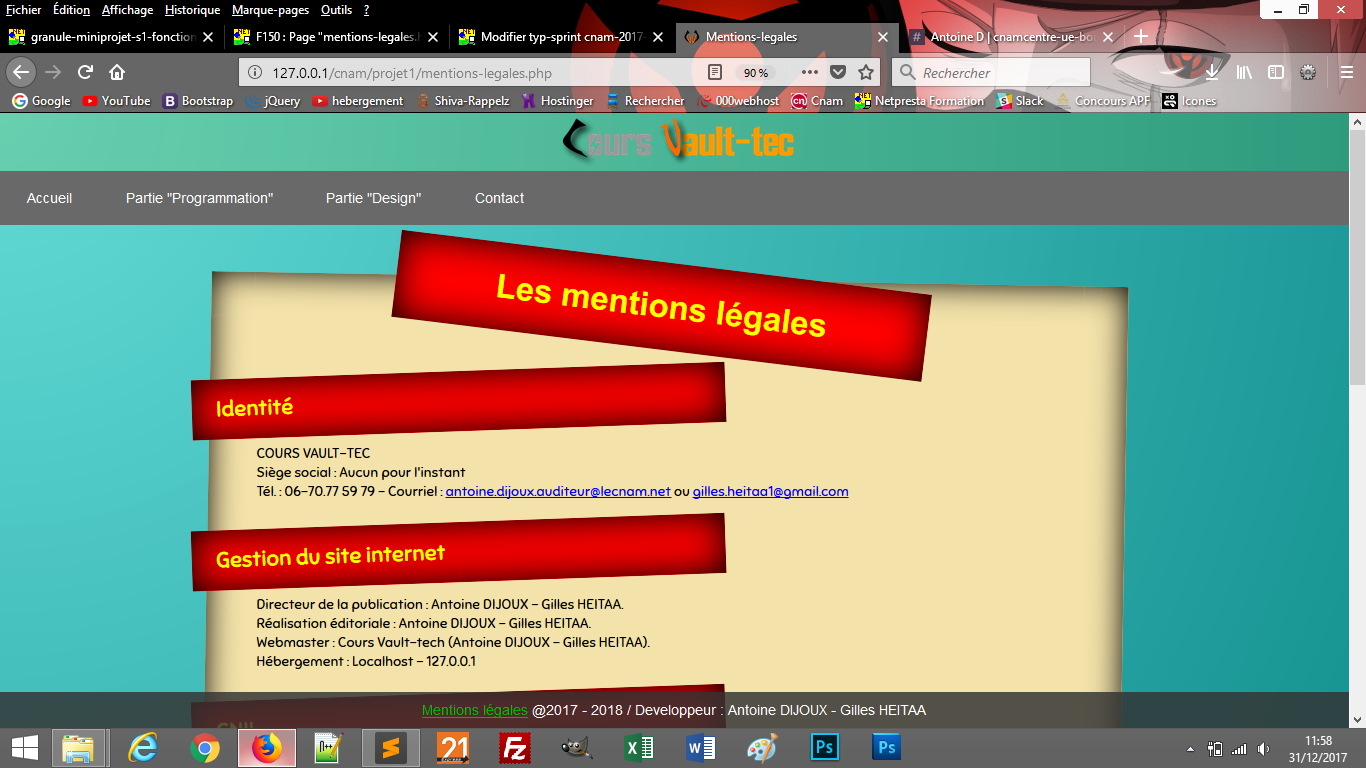 Fichier Édition Affichage Historique Marque-pages Outils ?
granule-miniprojet-s1-fonction
F150 : Page "mentions-legales.h
Modifier typ-sprint cnam-2017-
Mentions-legales
Antoine D | cnamcentre-ue-bou
127.0.0.1/cnam/projet1/mentions-legales.php
90 %
Rechercher
Google YouTube Bootstrap jQuery hebergement Shiva-Rappelz Hostinger Rechercher 000webhost Cnam Netpresta Formation Slack Concours APF Icones
Cours Vault-tec
Accueil Partie "Programmation" Partie "Design" Contact
Les mentions légales
Identité
COURS VAULT-TEC
Siège social : Aucun pour l'instant
Tél. : 06-70.77 59 79 - Courriel : antoine.dijoux.auditeur@lecnam.net ou gilles.heitaa1@gmail.com
Gestion du site internet
Directeur de la publication : Antoine DIJOUX - Gilles HEITAA.
Réalisation éditoriale : Antoine DIJOUX - Gilles HEITAA.
Webmaster : Cours Vault-tech (Antoine DIJOUX - Gilles HEITAA).
Hébergement : Localhost - 127.0.0.1
Mentions légales @2017 - 2018 / Developpeur : Antoine DIJOUX - Gilles HEITAA
11:58
31/12/2017